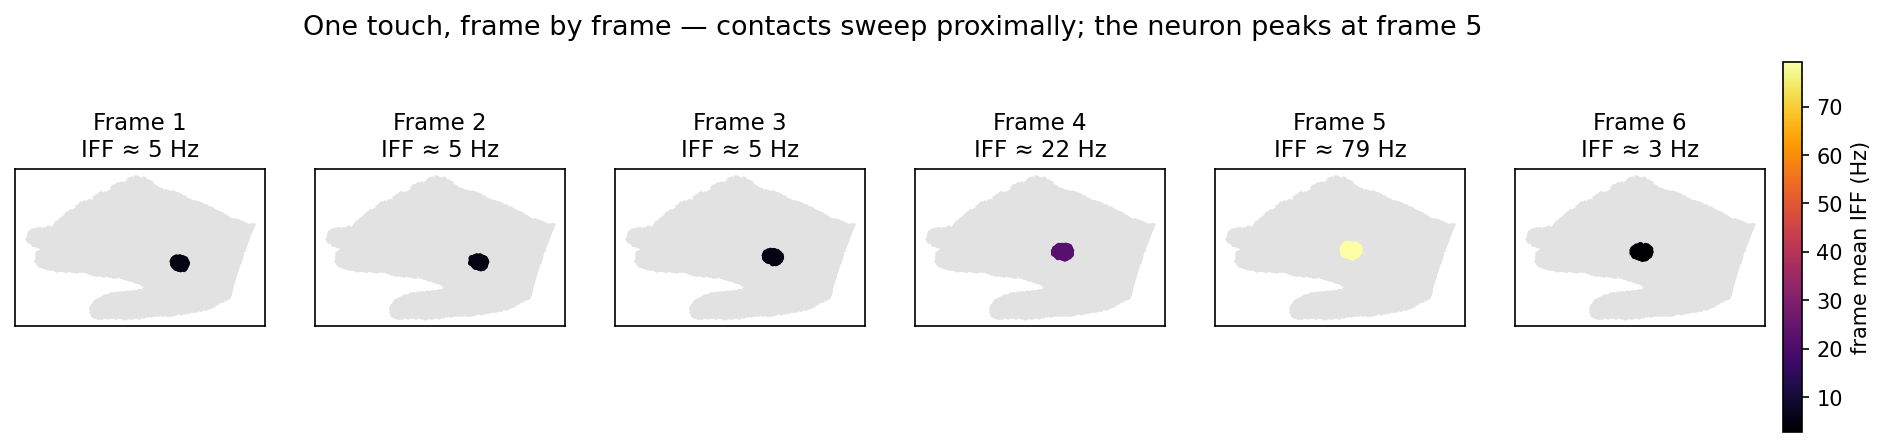 One touch, frame by frame — contacts sweep proximally; the neuron peaks at frame 5
Frame 1
IFF ≈ 5 Hz
Frame 2
IFF ≈ 5 Hz
Frame 3
IFF ≈ 5 Hz
Frame 4
IFF ≈ 22 Hz
Frame 5
IFF ≈ 79 Hz
Frame 6
IFF ≈ 3 Hz
70
60
50
40
30
20
10
frame mean IFF (Hz)